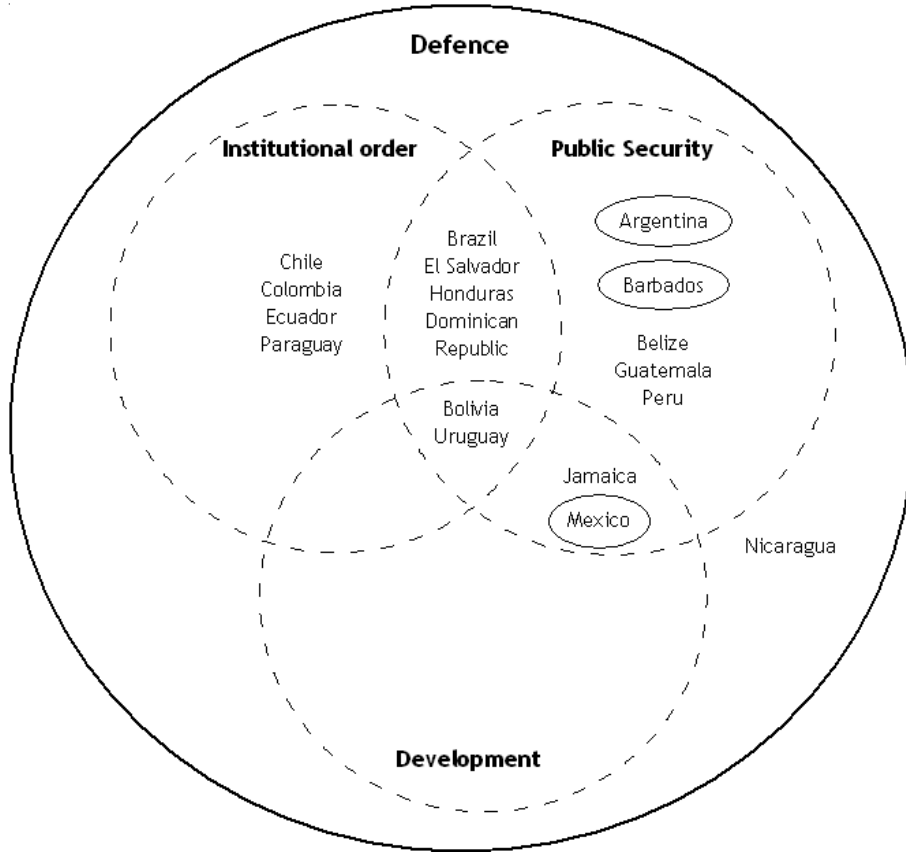 Defence
Institutional order
Public Security
Chile
Colombia
Ecuador
Paraguay
Brazil
El Salvador
Honduras
Dominican
Republic
Argentina
Barbados
Belize
Guatemala
Peru
Bolivia
Uruguay
Jamaica
Mexico
Nicaragua
Development